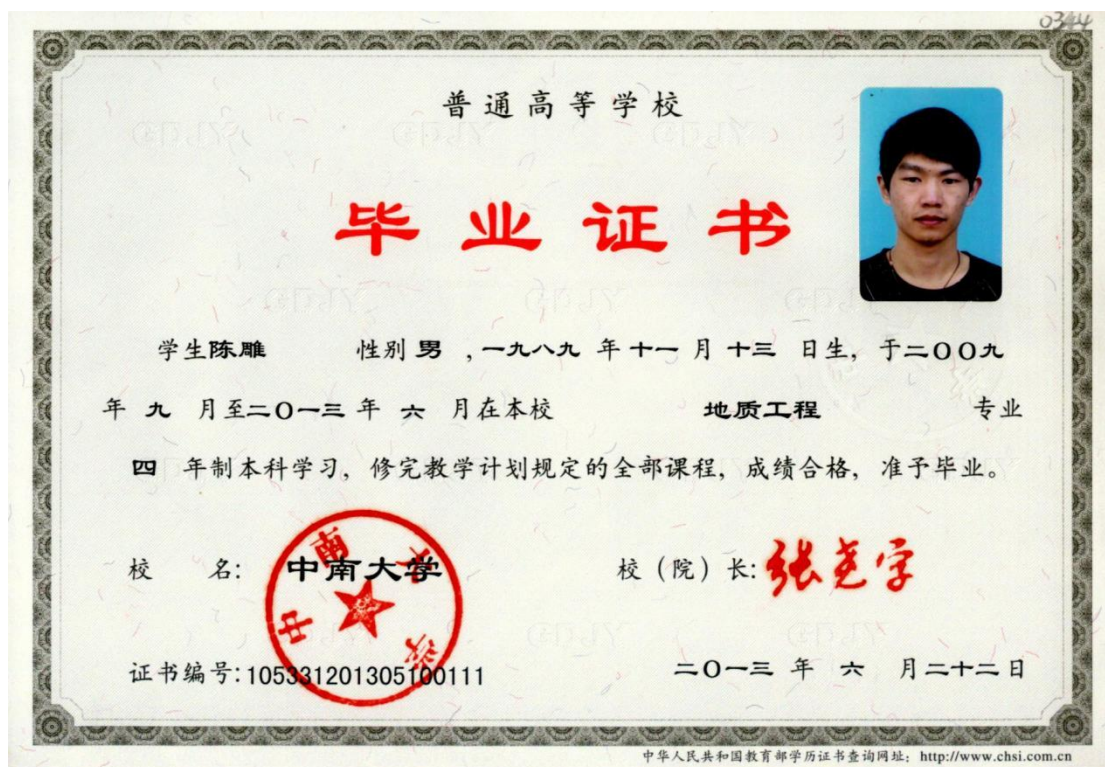 0344
普通高等学校
毕业证书
学生陈雕 性别 男 ，一九八九 年 十一 月 十三 日生，于二〇〇九
年 九 月至二〇一三 年 六 月在本校 地质工程 专业
四 年制本科学习，修完教学计划规定的全部课程，成绩合格，准予毕业。
校 名： 中南大学 校（院）长：张尧学
中南大学
证书编号：105331201305100111 二〇一三 年 六 月二十二日
中华人民共和国教育部学历证书查询网址：http://www.chsi.com.cn